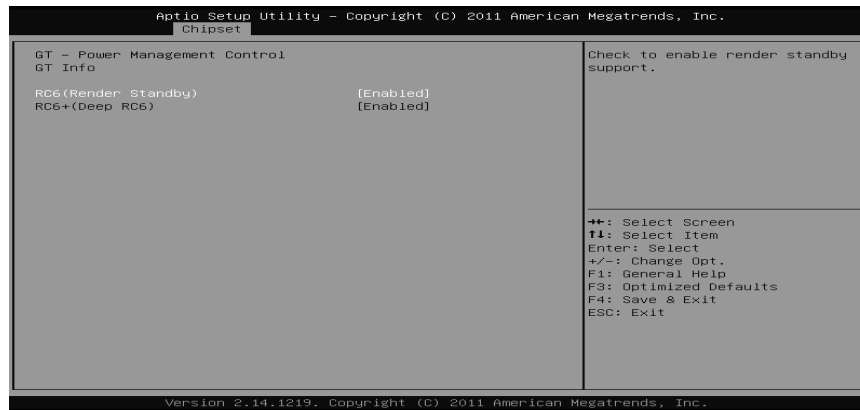 Aptio Setup Utility – Copyright (C) 2011 American Megatrends, Inc.
Chipset
GT – Power Management Control
GT Info
RC6(Render Standby) [Enabled]
RC6+(Deep RC6) [Enabled]
Check to enable render standby
support.
→←: Select Screen
↑↓: Select Item
Enter: Select
+/-: Change Opt.
F1: General Help
F3: Optimized Defaults
F4: Save & Exit
ESC: Exit
Version 2.14.1219. Copyright (C) 2011 American Megatrends, Inc.